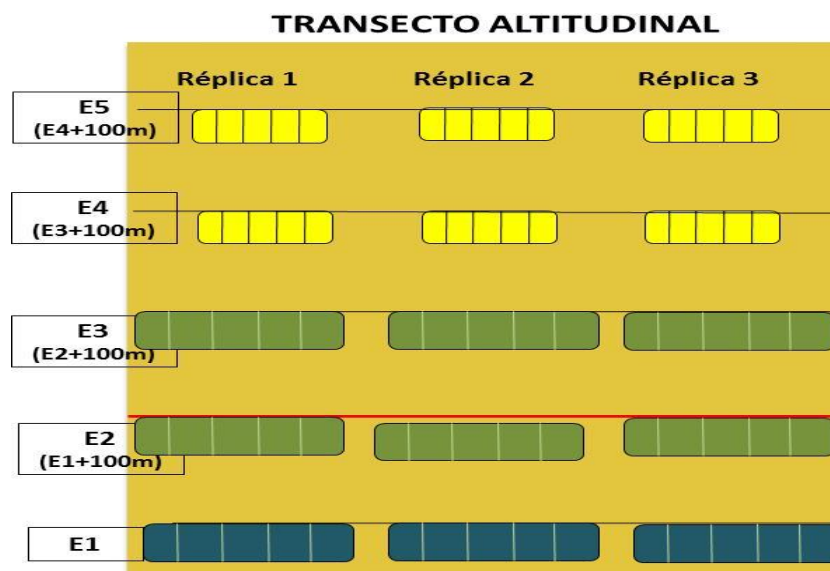 TRANSECTO ALTITUDINAL
Réplica 1 Réplica 2 Réplica 3
E5
(E4+100m)
E4
(E3+100m)
E3
(E2+100m)
E2
(E1+100m)
E1